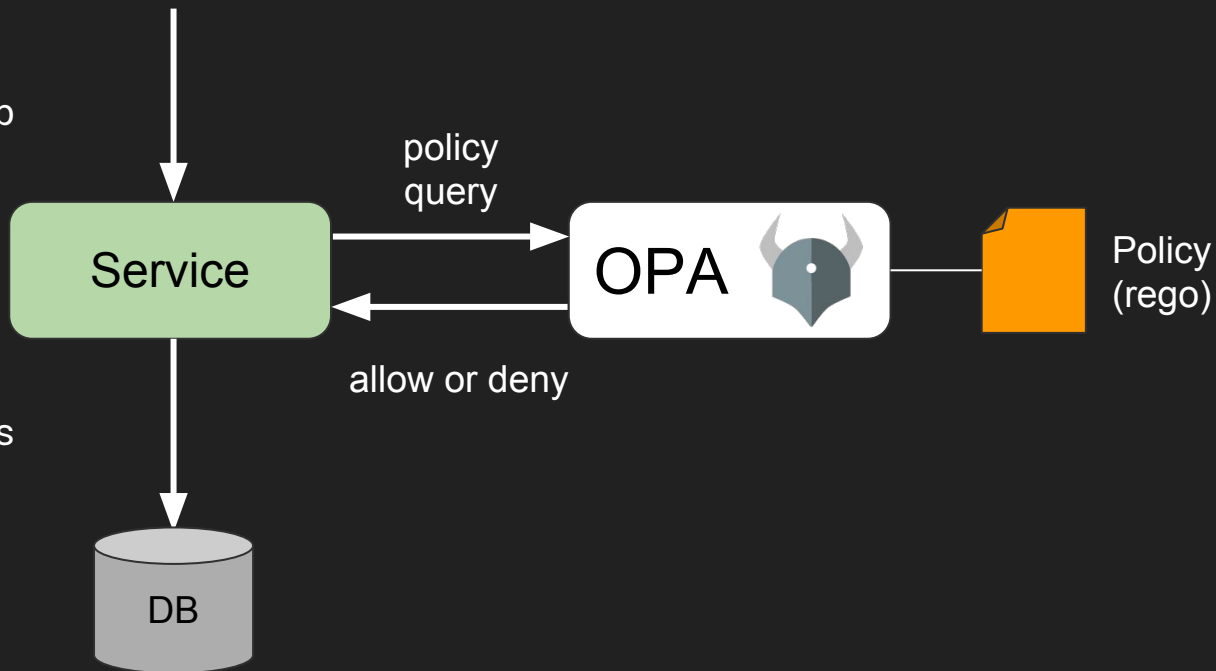 policy
query
Service
OPA
Policy
(rego)
allow or deny
DB